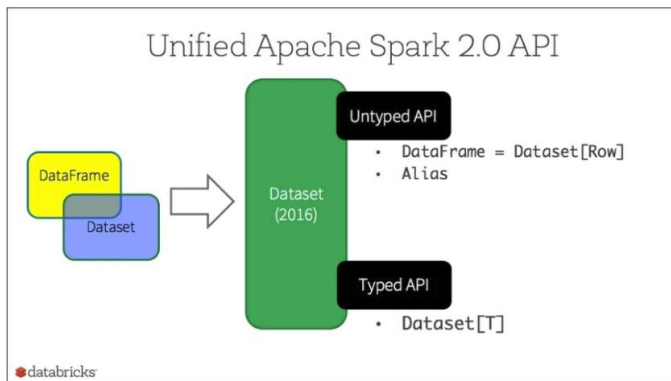 Unified Apache Spark 2.0 API
DataFrame
Dataset
Dataset
(2016)
Untyped API
• DataFrame = Dataset[Row]
• Alias
Typed API
• Dataset[T]
databricks